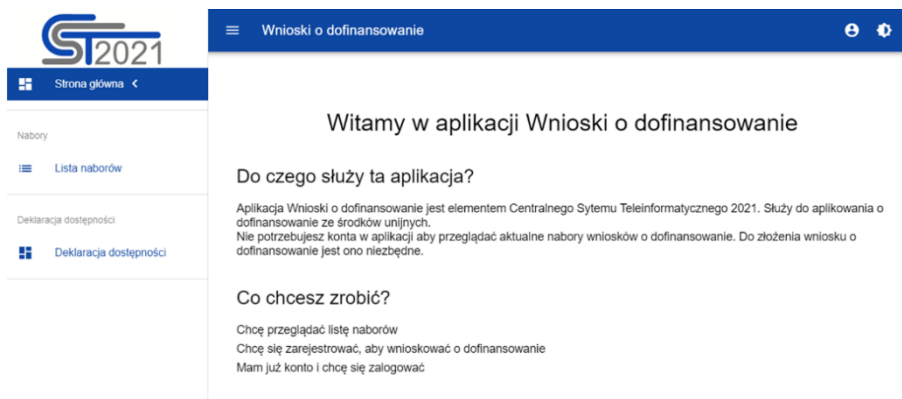 CST2021
Wnioski o dofinansowanie
Strona główna
Nabory
Lista naborów
Deklaracja dostępności
Deklaracja dostępności
Witamy w aplikacji Wnioski o dofinansowanie
Do czego służy ta aplikacja?
Aplikacja Wnioski o dofinansowanie jest elementem Centralnego Sytemu Teleinformatycznego 2021. Służy do aplikowania o
dofinansowanie ze środków unijnych.
Nie potrzebujesz konta w aplikacji aby przeglądać aktualne nabory wniosków o dofinansowanie. Do złożenia wniosku o
dofinansowanie jest ono niezbędne.
Co chcesz zrobić?
Chcę przeglądać listę naborów
Chcę się zarejestrować, aby wnioskować o dofinansowanie
Mam już konto i chcę się zalogować